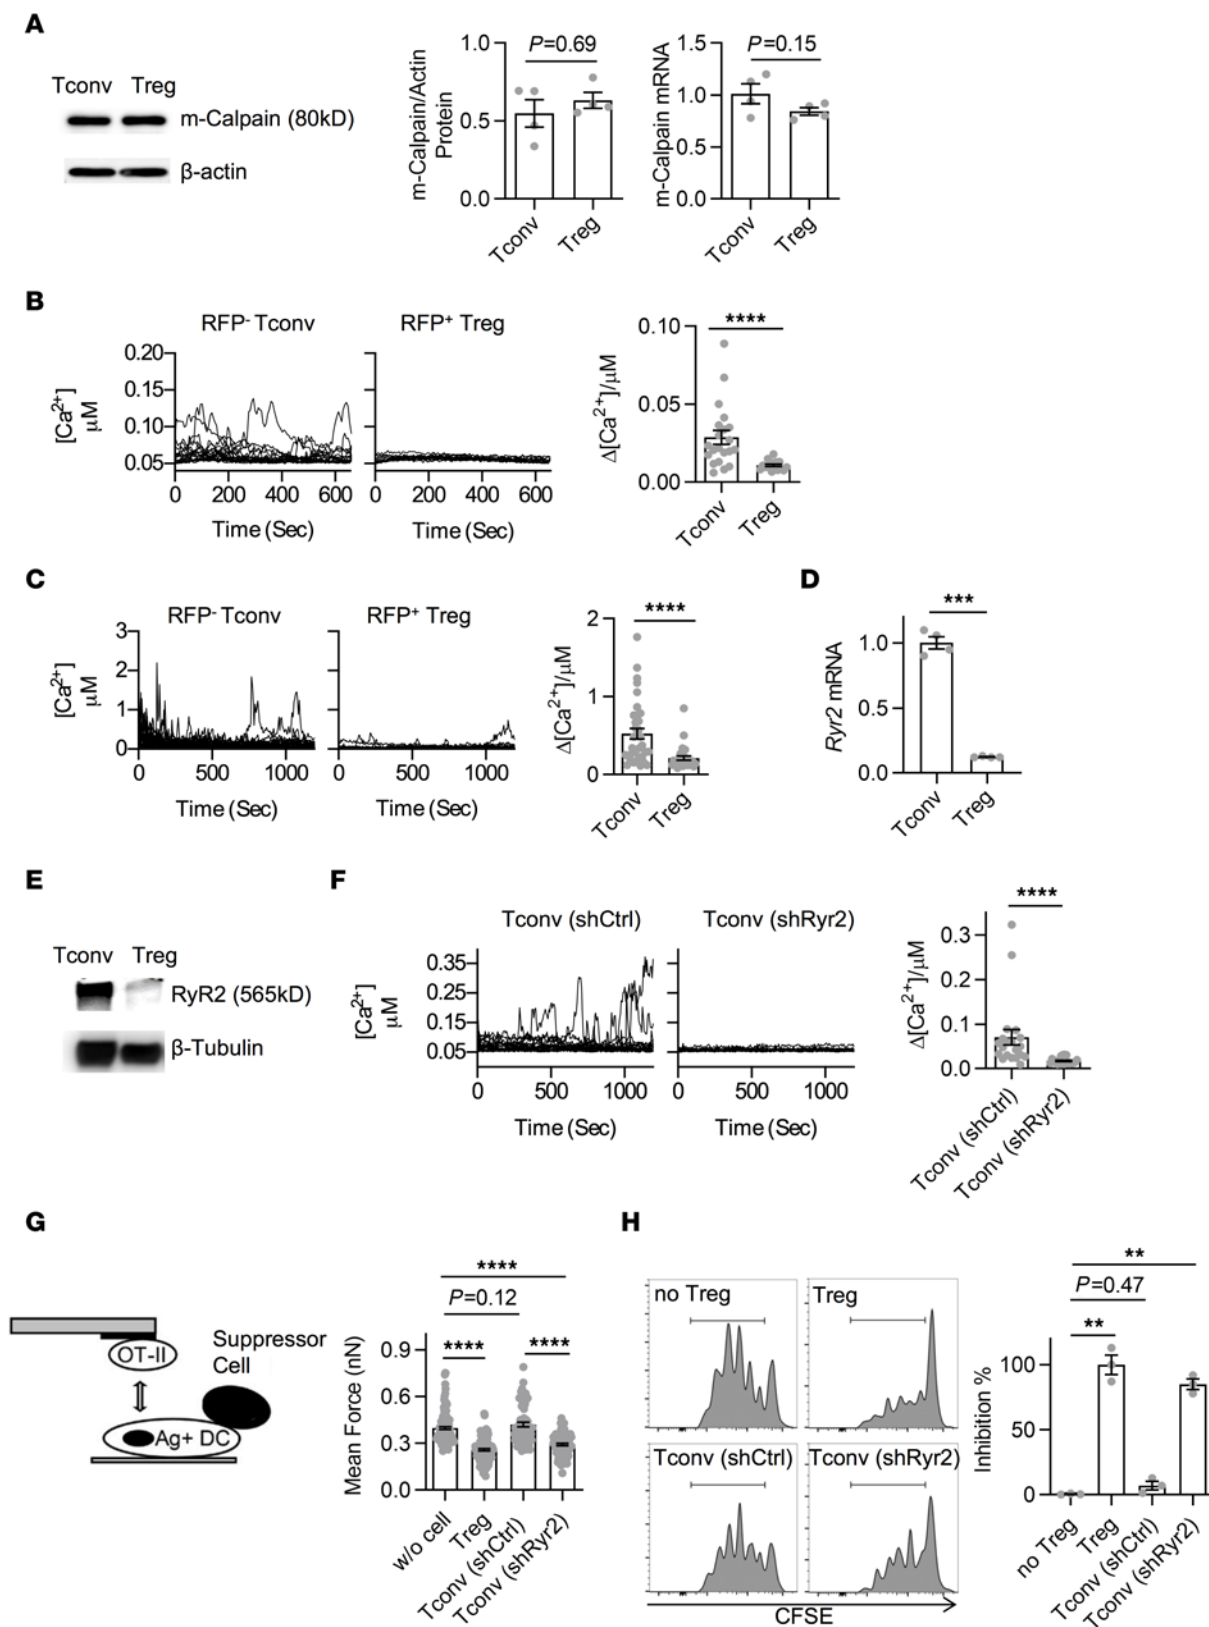 A
Tconv Treg
m-Calpain (80kD)
β-actin
m-Calpain/Actin
Protein
1.0
0.5
0.0
P=0.69
Tconv
Treg
m-Calpain mRNA
1.5
1.0
0.5
0.0
P=0.15
Tconv
Treg
B
RFP- Tconv
RFP+ Treg
[Ca2+]
μM
0.20
0.15
0.10
0.05
0 200 400 600
0 200 400 600
Time (Sec)
Time (Sec)
Δ[Ca2+]/μM
0.10
0.05
0.00
****
Tconv
Treg
C
RFP- Tconv
RFP+ Treg
[Ca2+]
μM
3
2
1
0
0 500 1000
0 500 1000
Time (Sec)
Time (Sec)
Δ[Ca2+]/μM
2
1
0
****
Tconv
Treg
D
Ryr2 mRNA
1.0
0.5
0.0
***
Tconv
Treg
E
Tconv Treg
RyR2 (565kD)
β-Tubulin
F
Tconv (shCtrl)
Tconv (shRyr2)
[Ca2+]
μM
0.35
0.25
0.15
0.05
0 500 1000
0 500 1000
Time (Sec)
Time (Sec)
Δ[Ca2+]/μM
0.3
0.1
0.0
****
Tconv (shCtrl)
Tconv (shRyr2)
G
OT-II
Suppressor
Cell
Ag+ DC
Mean Force (nN)
0.9
0.6
0.3
0.0
****
P=0.12
****
****
w/o cell
Treg
Tconv (shCtrl)
Tconv (shRyr2)
H
no Treg
Treg
Tconv (shCtrl)
Tconv (shRyr2)
CFSE
Inhibition %
100
50
0
**
P=0.47
**
no Treg
Treg
Tconv (shCtrl)
Tconv (shRyr2)